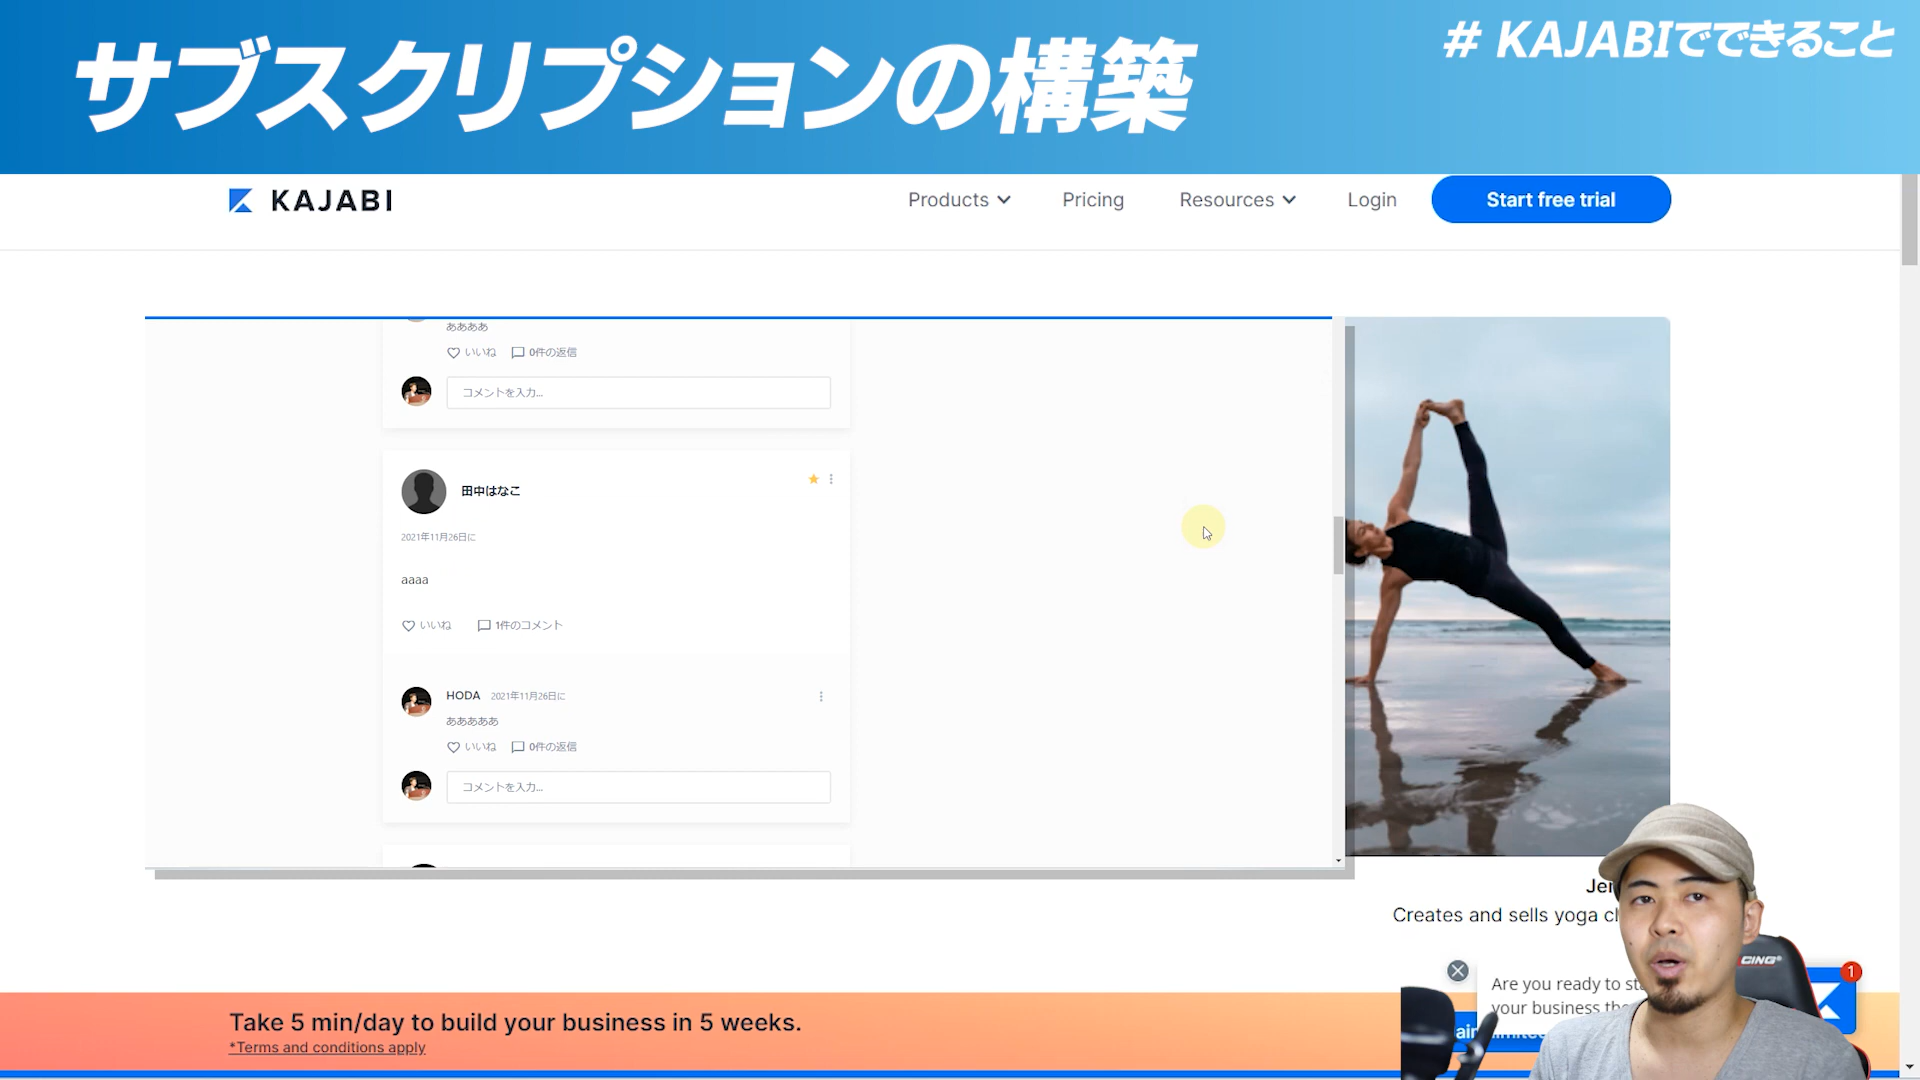 サブスクリプションの構築
# KAJABIでできること
KAJABI
Products
Pricing
Resources
Login
Start free trial
ああああ
いいね
0件の返信
コメントを入力...
田中はなこ
2021年11月26日に
aaaa
いいね
1件のコメント
HODA
2021年11月26日に
あああああ
いいね
0件の返信
コメントを入力...
Creates and sells yoga
Take 5 min/day to build your business in 5 weeks.
*Terms and conditions apply
1
Are you ready to
your business
CING